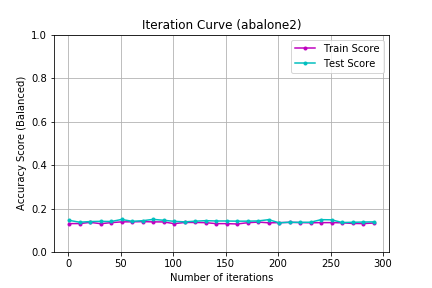 Iteration Curve (abalone2)
Accuracy Score (Balanced)
1.0
0.8
0.6
0.4
0.2
0.0
Train Score
Test Score
0 50 100 150 200 250 300
Number of iterations